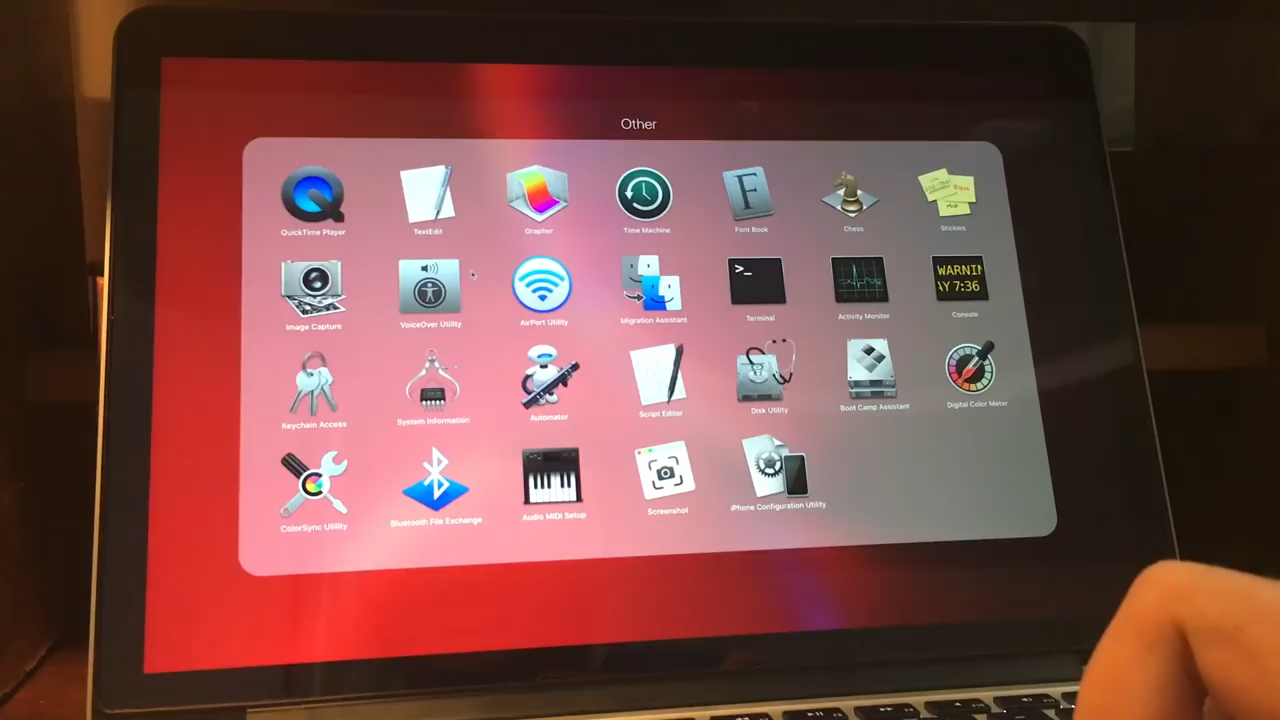 Other
QuickTime Player
TextEdit
Grapher
Time Machine
Font Book
Chess
Stickies
Image Capture
VoiceOver Utility
AirPort Utility
Migration Assistant
>_
Terminal
Activity Monitor
WARNIN
AY 7:36
Console
Keychain Access
System Information
Automator
Script Editor
Disk Utility
Boot Camp Assistant
Digital Color Meter
ColorSync Utility
Bluetooth File Exchange
Audio MIDI Setup
Screenshot
iPhone Configuration Utility